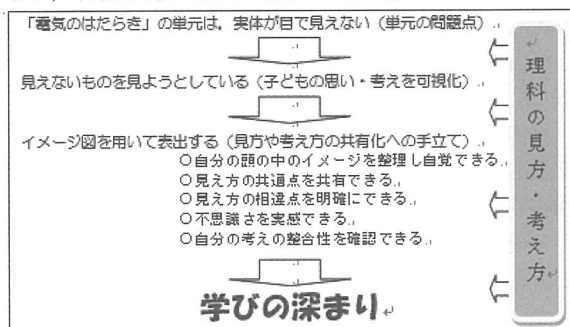 「電気のはたらき」の単元は，実体が目で見えない（単元の問題点）
見えないものを見ようとしている（子どもの思い・考えを可視化）
イメージ図を用いて表出する（見方や考え方の共有化への手立て）
○自分の頭の中のイメージを整理し自覚できる
○見え方の共通点を共有できる
○見え方の相違点を明確にできる
○不思議さを実感できる
○自分の考えの整合性を確認できる
学びの深まり
理科の見方・考え方